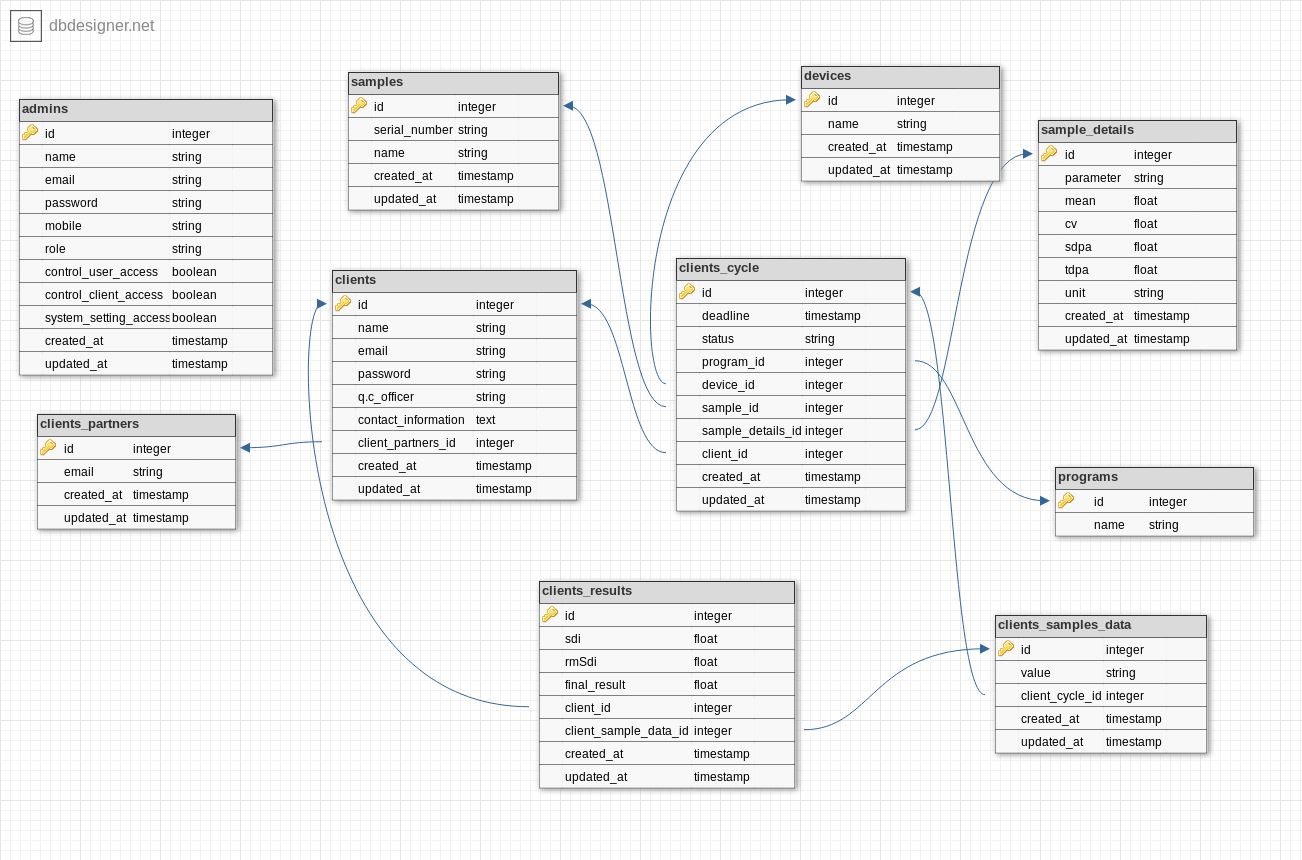 dbdesigner.net
samples
id integer
serial_number string
name string
created_at timestamp
updated_at timestamp
devices
id integer
name string
created_at timestamp
updated_at timestamp
admins
id integer
name string
email string
password string
mobile string
role string
control_user_access boolean
control_client_access boolean
system_setting_access boolean
created_at timestamp
updated_at timestamp
sample_details
id integer
parameter string
mean float
cv float
sdpa float
tdpa float
unit string
created_at timestamp
updated_at timestamp
clients
id integer
name string
email string
password string
q.c_officer string
contact_information text
client_partners_id integer
created_at timestamp
updated_at timestamp
clients_cycle
id integer
deadline timestamp
status string
program_id integer
device_id integer
sample_id integer
sample_details_id integer
client_id integer
created_at timestamp
updated_at timestamp
clients_partners
id integer
email string
created_at timestamp
updated_at timestamp
programs
id integer
name string
clients_results
id integer
sdi float
rmSdi float
final_result float
client_id integer
client_sample_data_id integer
created_at timestamp
updated_at timestamp
clients_samples_data
id integer
value string
client_cycle_id integer
created_at timestamp
updated_at timestamp